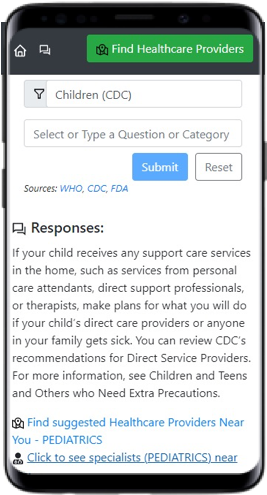 Find Healthcare Providers
Children (CDC)
Select or Type a Question or Category
Submit Reset
Sources: WHO, CDC, FDA
Responses:
If your child receives any support care services
in the home, such as services from personal
care attendants, direct support professionals,
or therapists, make plans for what you will do
if your child's direct care providers or anyone
in your family gets sick. You can review CDC's
recommendations for Direct Service Providers.
For more information, see Children and Teens
and Others who Need Extra Precautions.
Find suggested Healthcare Providers Near
You - PEDIATRICS
Click to see specialists (PEDIATRICS) near